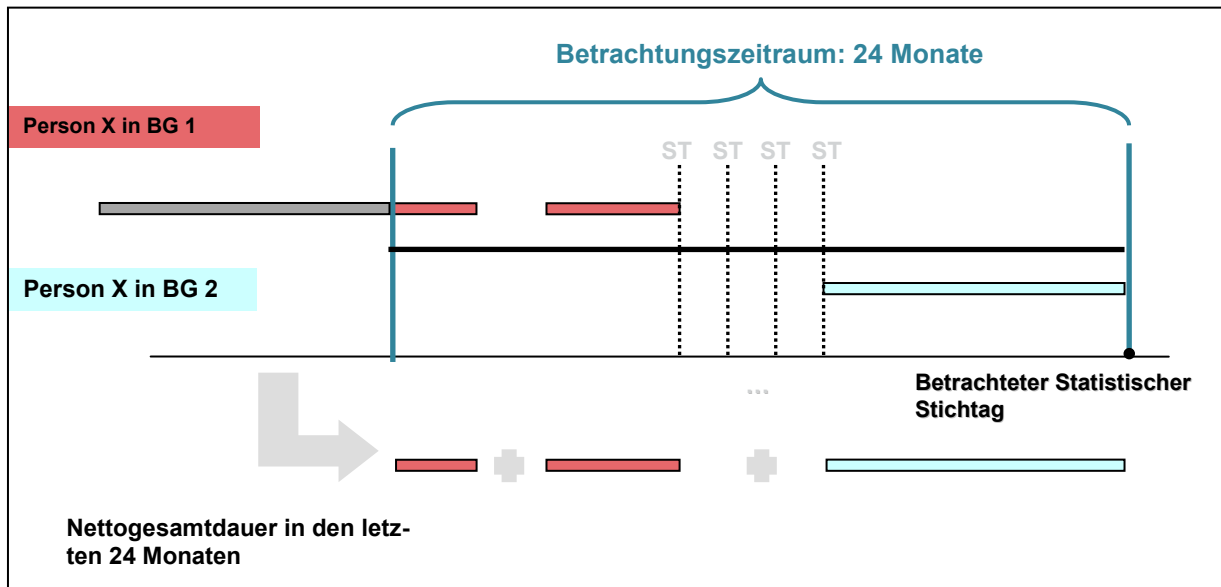 Betrachtungszeitraum: 24 Monate
Person X in BG 1
ST ST ST ST
Person X in BG 2
Betrachteter Statistischer
Stichtag
...
Nettogesamtdauer in den letz-
ten 24 Monaten